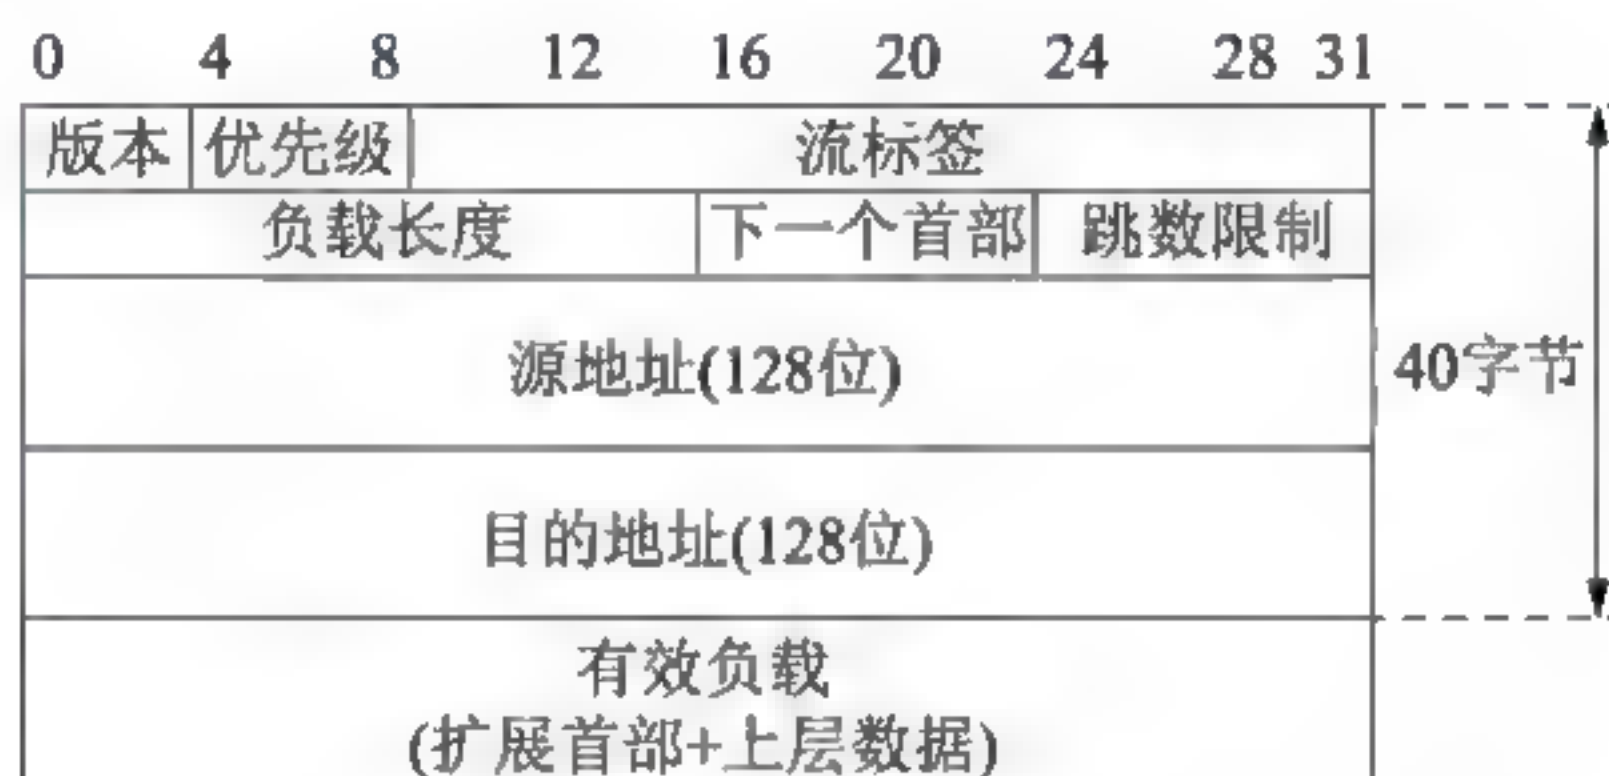 0 4 8 12 16 20 24 28 31
版本 优先级 流标签
负载长度 下一个首部 跳数限制
源地址(128位)
40字节
目的地址(128位)
有效负载
(扩展首部+上层数据)